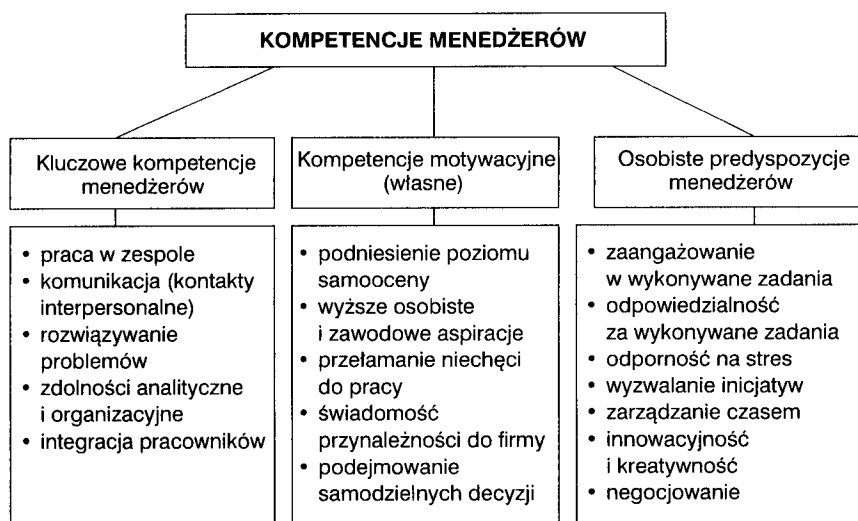 KOMPETENCJE MENEDŻERÓW
Kluczowe kompetencje
menedżerów
• praca w zespole
• komunikacja (kontakty
interpersonalne)
• rozwiązywanie
problemów
• zdolności analityczne
i organizacyjne
• integracja pracowników
Kompetencje motywacyjne
(własne)
• podniesienie poziomu
samooceny
• wyższe osobiste
i zawodowe aspiracje
• przełamanie niechęci
do pracy
• świadomość
przynależności do firmy
• podejmowanie
samodzielnych decyzji
Osobiste predyspozycje
menedżerów
• zaangażowanie
w wykonywane zadania
• odpowiedzialność
za wykonywane zadania
• odporność na stres
• wyzwalanie inicjatyw
• zarządzanie czasem
• innowacyjność
i kreatywność
• negocjowanie